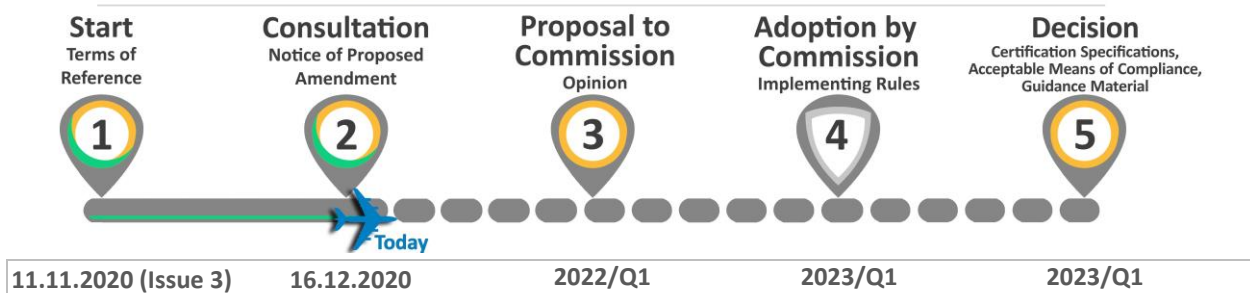 Start
Terms of
Reference
Consultation
Notice of Proposed
Amendment
Proposal to
Commission
Opinion
Adoption by
Commission
Implementing Rules
Decision
Certification Specifications,
Acceptable Means of Compliance,
Guidance Material
1
2
3
4
5
Today
11.11.2020 (Issue 3)
16.12.2020
2022/Q1
2023/Q1
2023/Q1